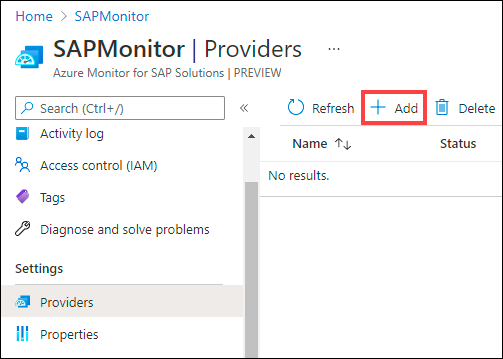 Home > SAPMonitor
SAPMonitor | Providers ...
Azure Monitor for SAP Solutions | PREVIEW
Search (Ctrl+/) «
Refresh + Add Delete
Activity log
Access control (IAM)
Tags
Diagnose and solve problems
Settings
Providers
Properties
Name ↑↓ Status
No results.